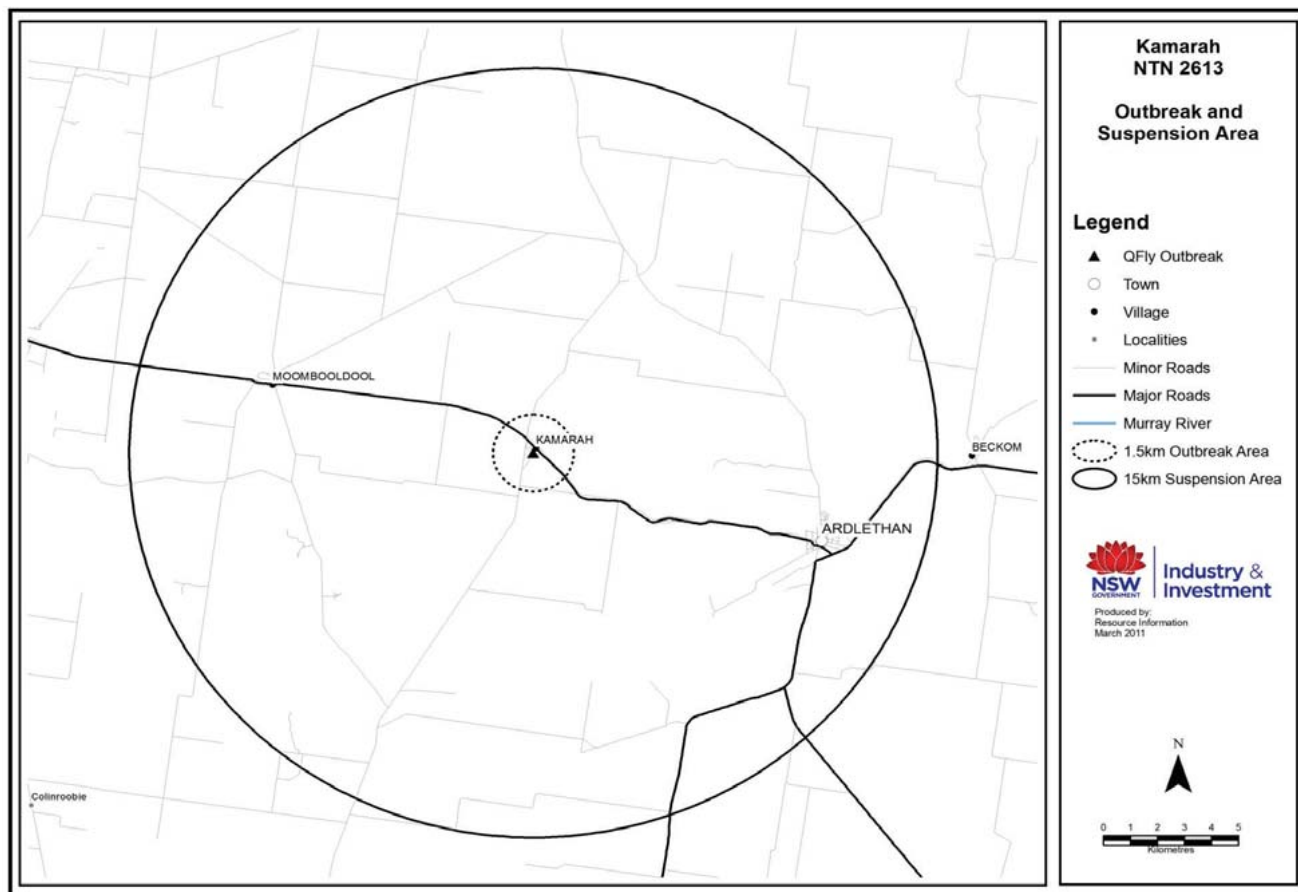 Kamarah
NTN 2613
Outbreak and
Suspension Area
Legend
QFly Outbreak
Town
Village
Localities
Minor Roads
Major Roads
Murray River
1.5km Outbreak Area
15km Suspension Area
NSW
GOVERNMENT
Industry &
Investment
Produced by:
Resource Information
March 2011
N
0 1 2 3 4 5
Kilometres
MOOMBOOLDOOL
KAMARAH
BECKOM
ARDLETHAN
Colinroobie